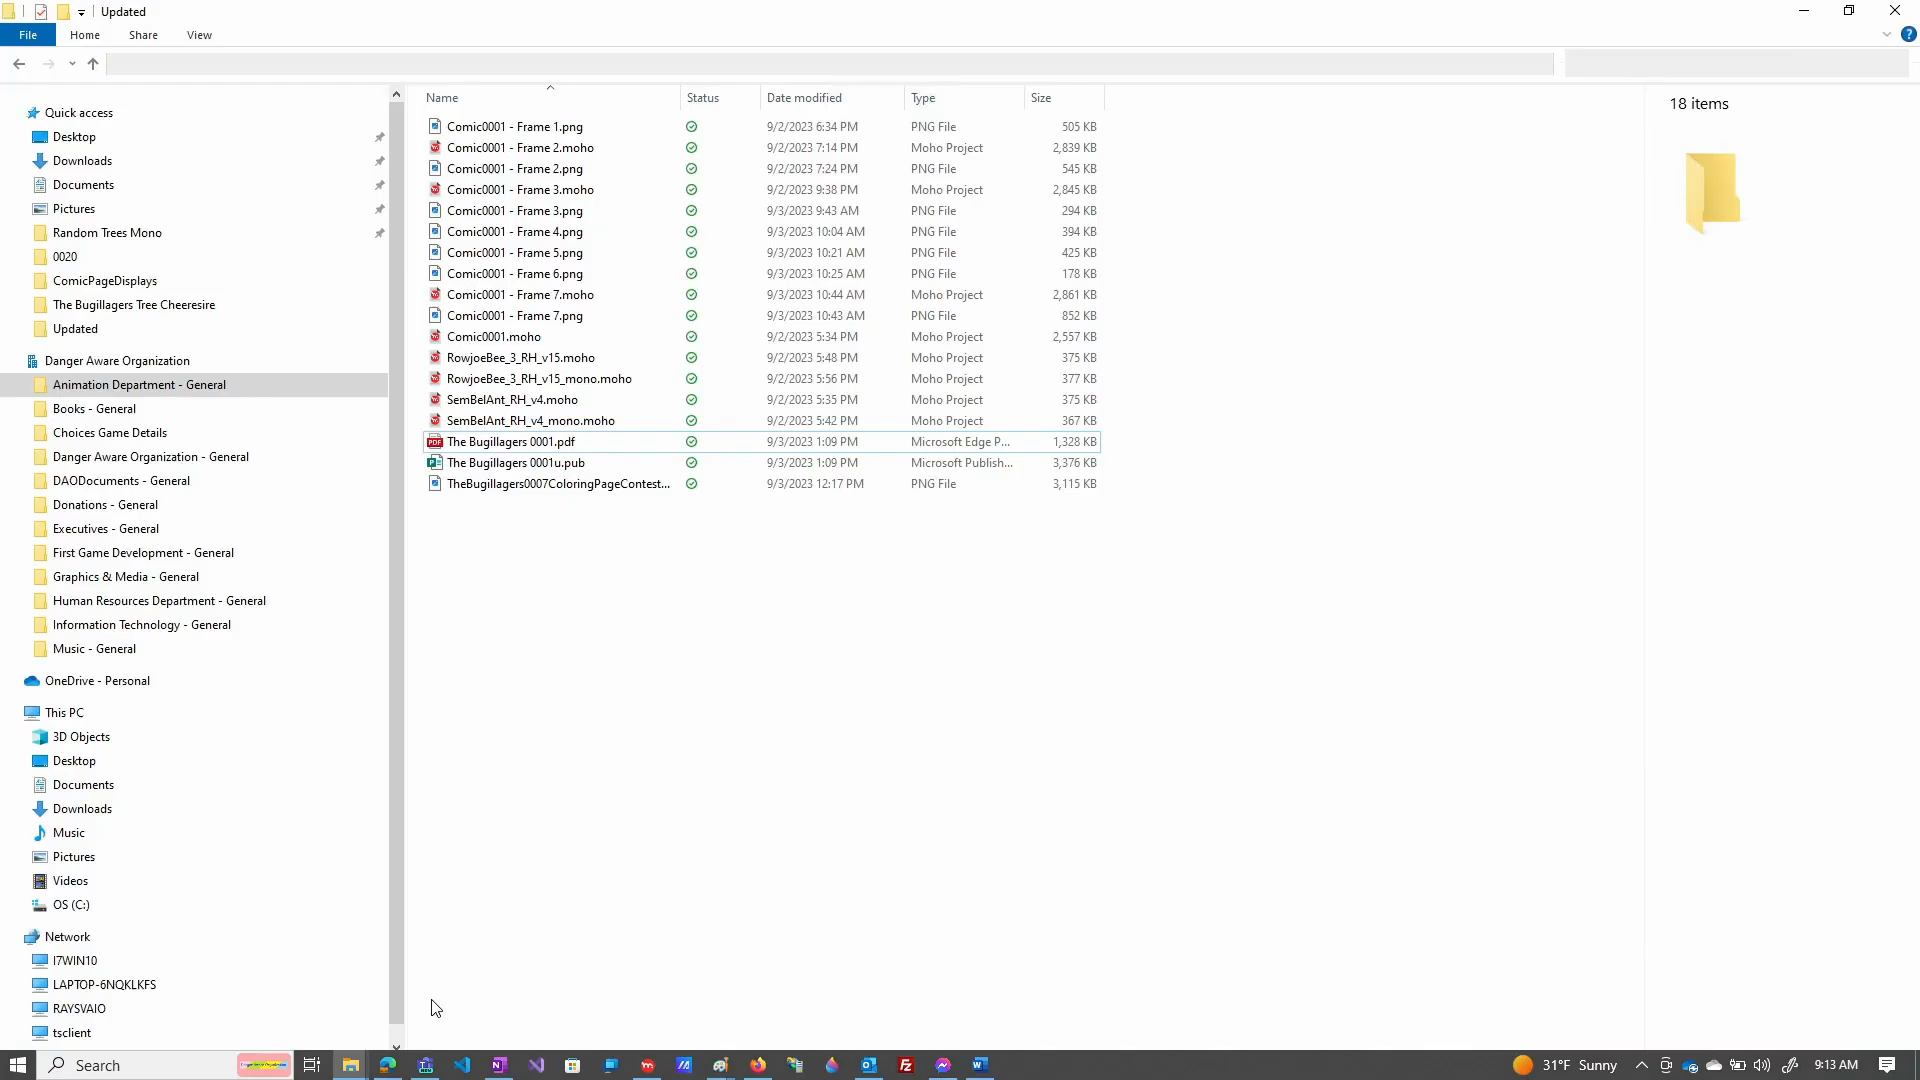 Updated
File Home Share View
Name Status Date modified Type Size
18 items
Quick access
Desktop
Downloads
Documents
Pictures
Random Trees Mono
0020
ComicPageDisplays
The Bugillagers Tree Cheeresire
Updated
Danger Aware Organization
Animation Department - General
Books - General
Choices Game Details
Danger Aware Organization - General
DAODocuments - General
Donations - General
Executives - General
First Game Development - General
Graphics & Media - General
Human Resources Department - General
Information Technology - General
Music - General
OneDrive - Personal
This PC
3D Objects
Desktop
Documents
Downloads
Music
Pictures
Videos
OS (C:)
Network
I7WIN10
LAPTOP-6NQKLKFS
RAYSVAIO
tsclient
Comic0001 - Frame 1.png 9/2/2023 6:34 PM PNG File 505 KB
Comic0001 - Frame 2.moho 9/2/2023 7:14 PM Moho Project 2,839 KB
Comic0001 - Frame 2.png 9/2/2023 7:24 PM PNG File 545 KB
Comic0001 - Frame 3.moho 9/2/2023 9:38 PM Moho Project 2,845 KB
Comic0001 - Frame 3.png 9/3/2023 9:43 AM PNG File 294 KB
Comic0001 - Frame 4.png 9/3/2023 10:04 AM PNG File 394 KB
Comic0001 - Frame 5.png 9/3/2023 10:21 AM PNG File 425 KB
Comic0001 - Frame 6.png 9/3/2023 10:25 AM PNG File 178 KB
Comic0001 - Frame 7.moho 9/3/2023 10:44 AM Moho Project 2,861 KB
Comic0001 - Frame 7.png 9/3/2023 10:43 AM PNG File 852 KB
Comic0001.moho 9/2/2023 5:34 PM Moho Project 2,557 KB
RowjoeBee_3_RH_v15.moho 9/2/2023 5:48 PM Moho Project 375 KB
RowjoeBee_3_RH_v15_mono.moho 9/2/2023 5:56 PM Moho Project 377 KB
SemBelAnt_RH_v4.moho 9/2/2023 5:35 PM Moho Project 375 KB
SemBelAnt_RH_v4_mono.moho 9/2/2023 5:42 PM Moho Project 367 KB
The Bugillagers 0001.pdf 9/3/2023 1:09 PM Microsoft Edge P... 1,328 KB
The Bugillagers 0001u.pub 9/3/2023 1:09 PM Microsoft Publish... 3,376 KB
TheBugillagers0007ColoringPageContest... 9/3/2023 12:17 PM PNG File 3,115 KB
Search
31°F Sunny
9:13 AM